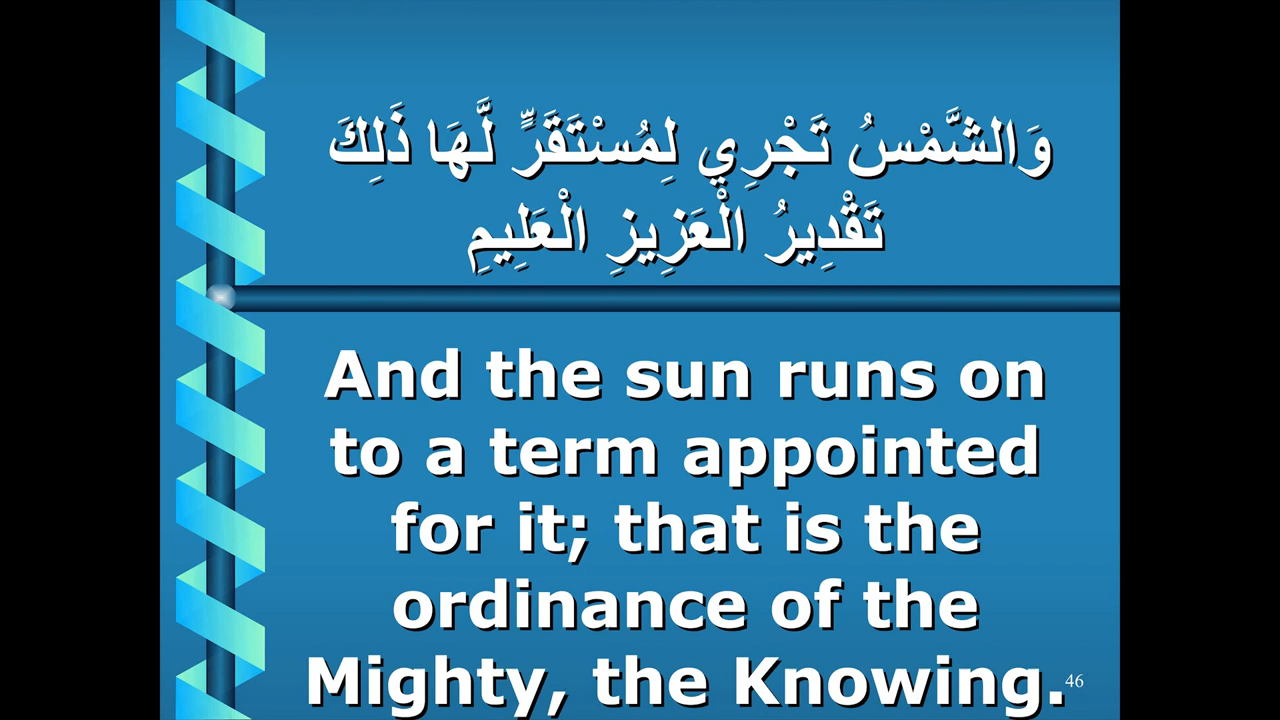 وَالشَّمْسُ تَجْرِي لِمُسْتَقَرٍّ لَّهَا ذَلِكَ
تَقْدِيرُ الْعَزِيزِ الْعَلِيمِ
And the sun runs on
to a term appointed
for it; that is the
ordinance of the
Mighty, the Knowing.
46